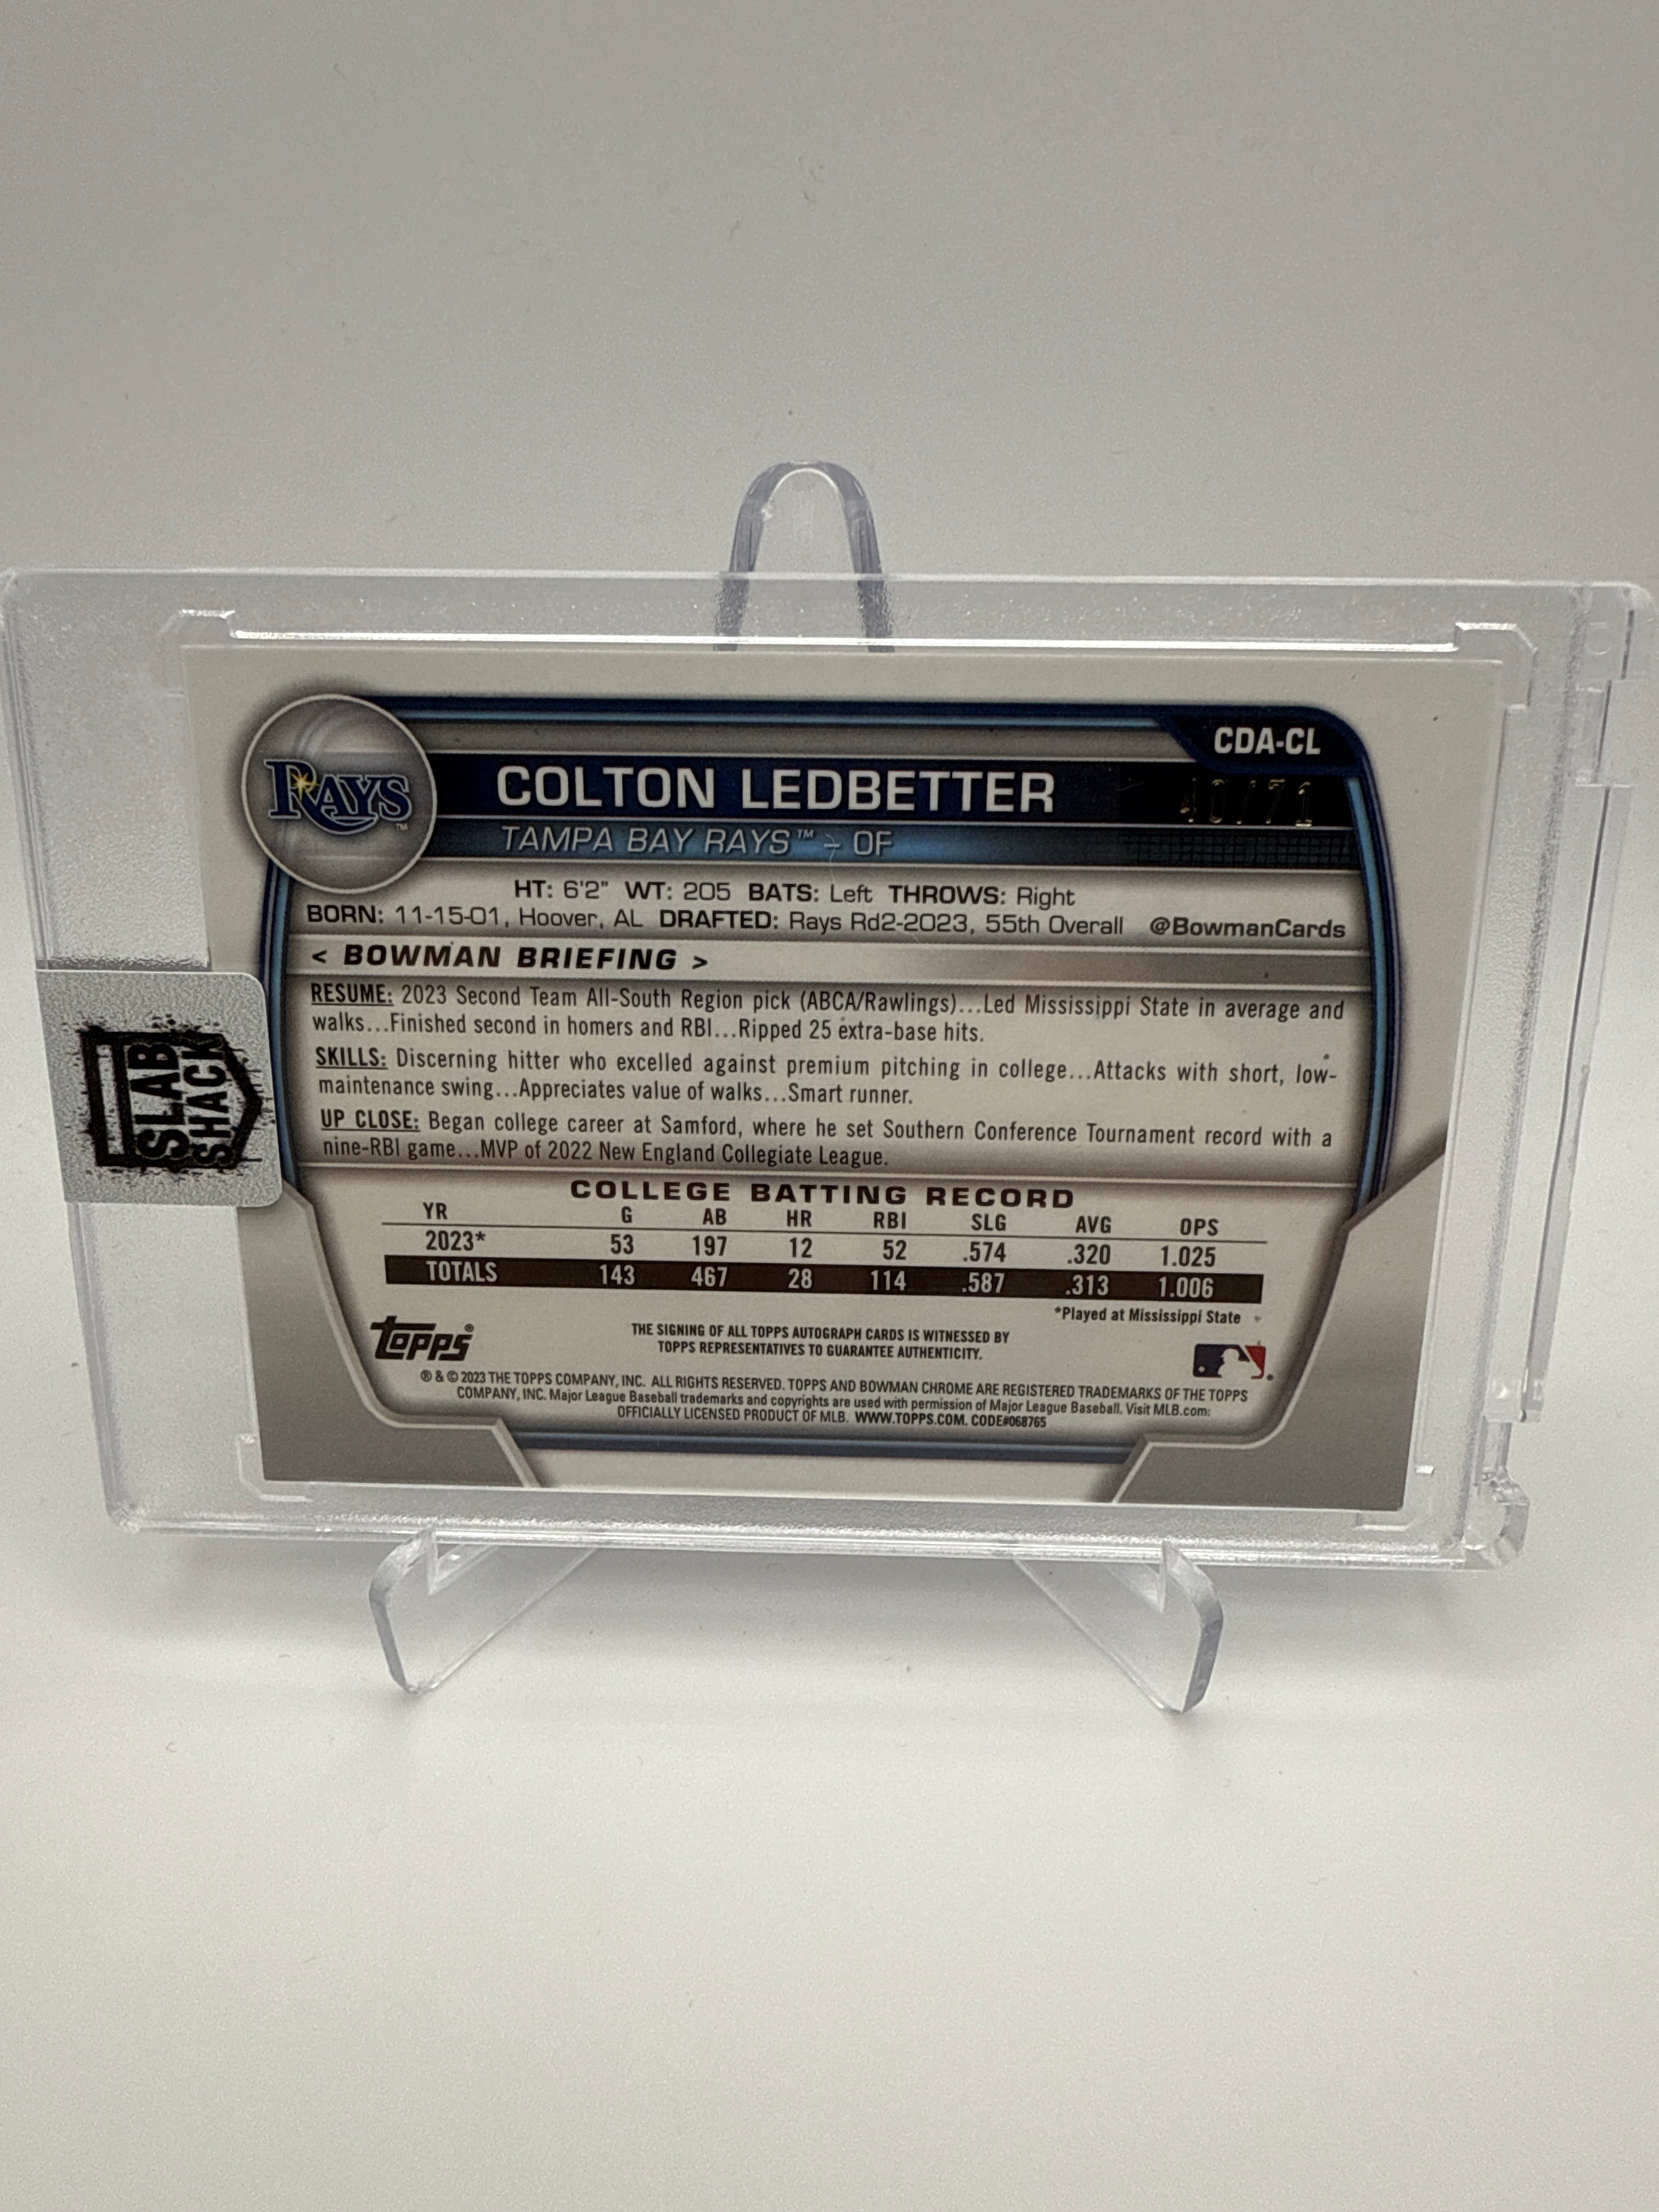 CDA-CL
RAYS™
COLTON LEDBETTER
40/71
TAMPA BAY RAYS™ – OF
HT: 6'2" WT: 205 BATS: Left THROWS: Right
BORN: 11-15-01, Hoover, AL DRAFTED: Rays Rd2-2023, 55th Overall @BowmanCards
< BOWMAN BRIEFING >
RESUME: 2023 Second Team All-South Region pick (ABCA/Rawlings)...Led Mississippi State in average and
walks...Finished second in homers and RBI...Ripped 25 extra-base hits.
SKILLS: Discerning hitter who excelled against premium pitching in college...Attacks with short, low-
maintenance swing...Appreciates value of walks...Smart runner.
UP CLOSE: Began college career at Samford, where he set Southern Conference Tournament record with a
nine-RBI game...MVP of 2022 New England Collegiate League.
SLAB
SHACK
COLLEGE BATTING RECORD
YR G AB HR RBI SLG AVG OPS
2023* 53 197 12 52 .574 .320 1.025
TOTALS 143 467 28 114 .587 .313 1.006
*Played at Mississippi State
topps®
THE SIGNING OF ALL TOPPS AUTOGRAPH CARDS IS WITNESSED BY
TOPPS REPRESENTATIVES TO GUARANTEE AUTHENTICITY.
® & © 2023 THE TOPPS COMPANY, INC. ALL RIGHTS RESERVED. TOPPS AND BOWMAN CHROME ARE REGISTERED TRADEMARKS OF THE TOPPS
COMPANY, INC. Major League Baseball trademarks and copyrights are used with permission of Major League Baseball. Visit MLB.com.
OFFICIALLY LICENSED PRODUCT OF MLB. WWW.TOPPS.COM. CODE#068765